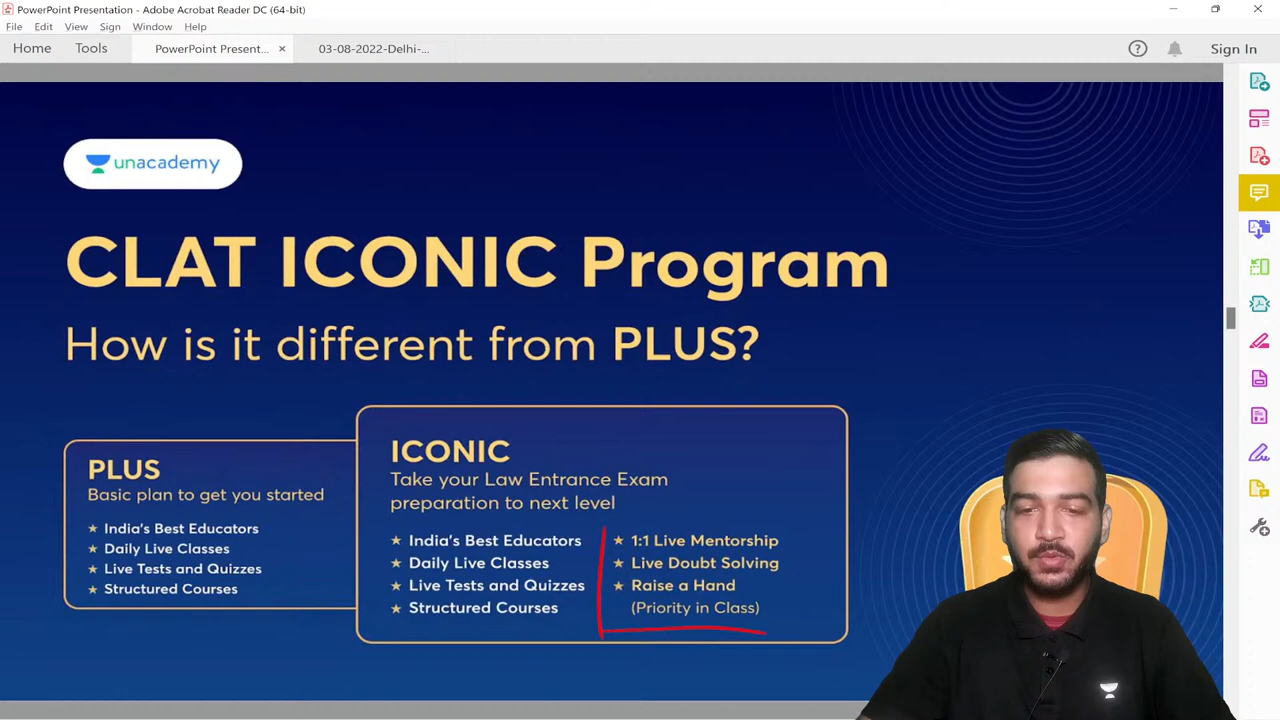 PowerPoint Presentation - Adobe Acrobat Reader DC (64-bit)
File Edit View Sign Window Help
Home Tools PowerPoint Present... × 03-08-2022-Delhi-... ? Sign In
unacademy
CLAT ICONIC Program
How is it different from PLUS?
PLUS
Basic plan to get you started
★ India's Best Educators
★ Daily Live Classes
★ Live Tests and Quizzes
★ Structured Courses
ICONIC
Take your Law Entrance Exam
preparation to next level
★ India's Best Educators
★ Daily Live Classes
★ Live Tests and Quizzes
★ Structured Courses
★ 1:1 Live Mentorship
★ Live Doubt Solving
★ Raise a Hand
(Priority in Class)